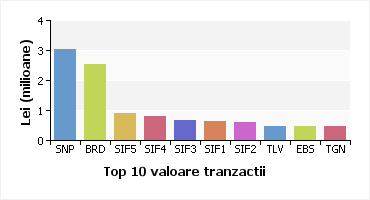 Lei (milioane)
4
3
2
1
0
SNP BRD SIF5 SIF4 SIF3 SIF1 SIF2 TLV EBS TGN
Top 10 valoare tranzactii